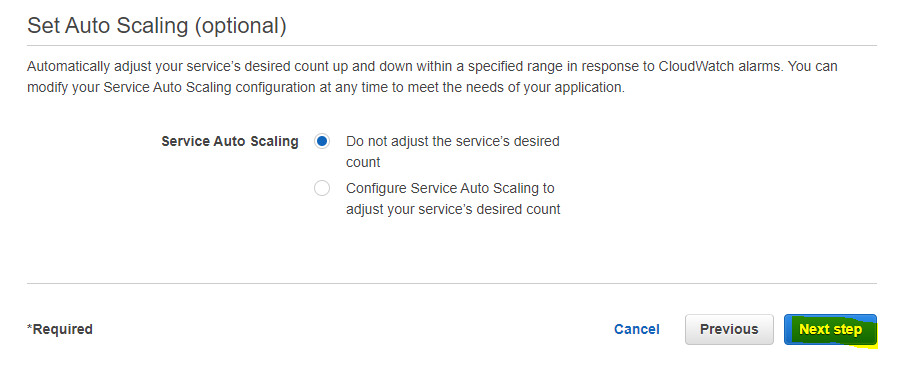 Set Auto Scaling (optional)
Automatically adjust your service’s desired count up and down within a specified range in response to CloudWatch alarms. You can
modify your Service Auto Scaling configuration at any time to meet the needs of your application.
Service Auto Scaling
Do not adjust the service’s desired
count
Configure Service Auto Scaling to
adjust your service’s desired count
*Required
Cancel
Previous
Next step